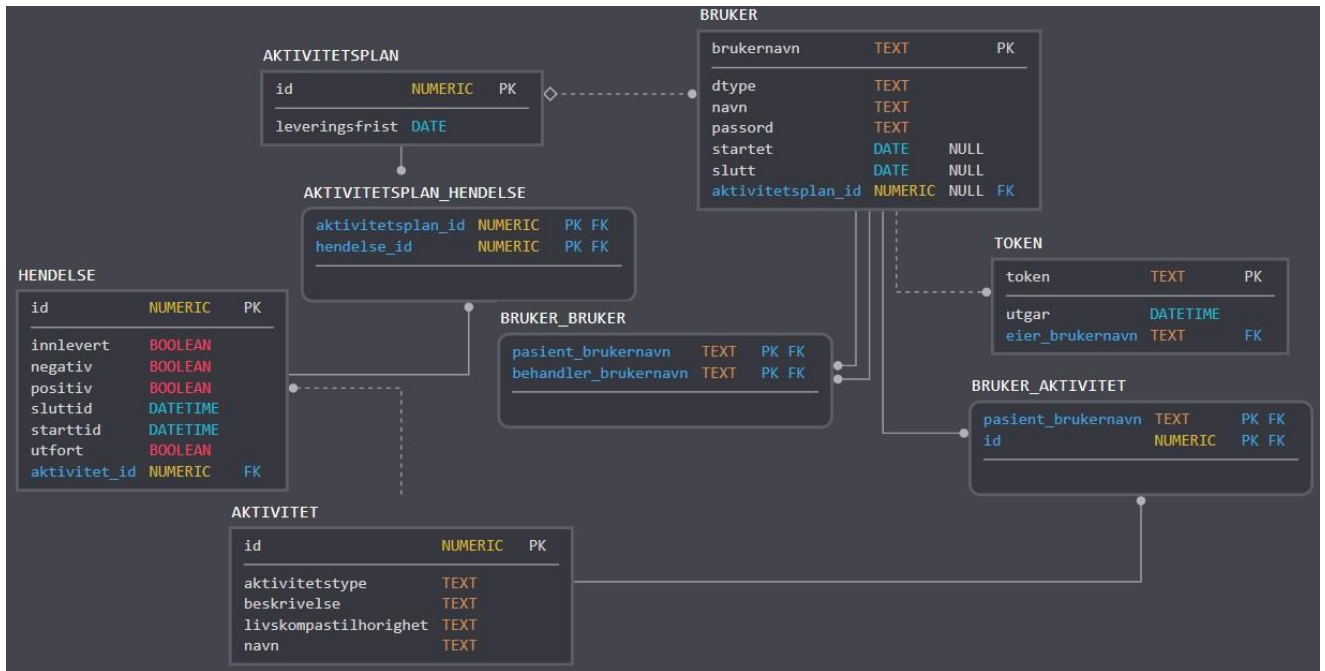 BRUKER
brukernavn TEXT PK
dtype TEXT
navn TEXT
passord TEXT
startet DATE NULL
slutt DATE NULL
aktivitetsplan_id NUMERIC NULL FK
AKTIVITETSPLAN
id NUMERIC PK
leveringsfrist DATE
AKTIVITETSPLAN_HENDELSE
aktivitetsplan_id NUMERIC PK FK
hendelse_id NUMERIC PK FK
TOKEN
token TEXT PK
utgar DATETIME
eier_brukernavn TEXT FK
HENDELSE
id NUMERIC PK
innlevert BOOLEAN
negativ BOOLEAN
positiv BOOLEAN
sluttid DATETIME
starttid DATETIME
utfort BOOLEAN
aktivitet_id NUMERIC FK
BRUKER_BRUKER
pasient_brukernavn TEXT PK FK
behandler_brukernavn TEXT PK FK
BRUKER_AKTIVITET
pasient_brukernavn TEXT PK FK
id NUMERIC PK FK
AKTIVITET
id NUMERIC PK
aktivitetstype TEXT
beskrivelse TEXT
livskompastilhorighet TEXT
navn TEXT